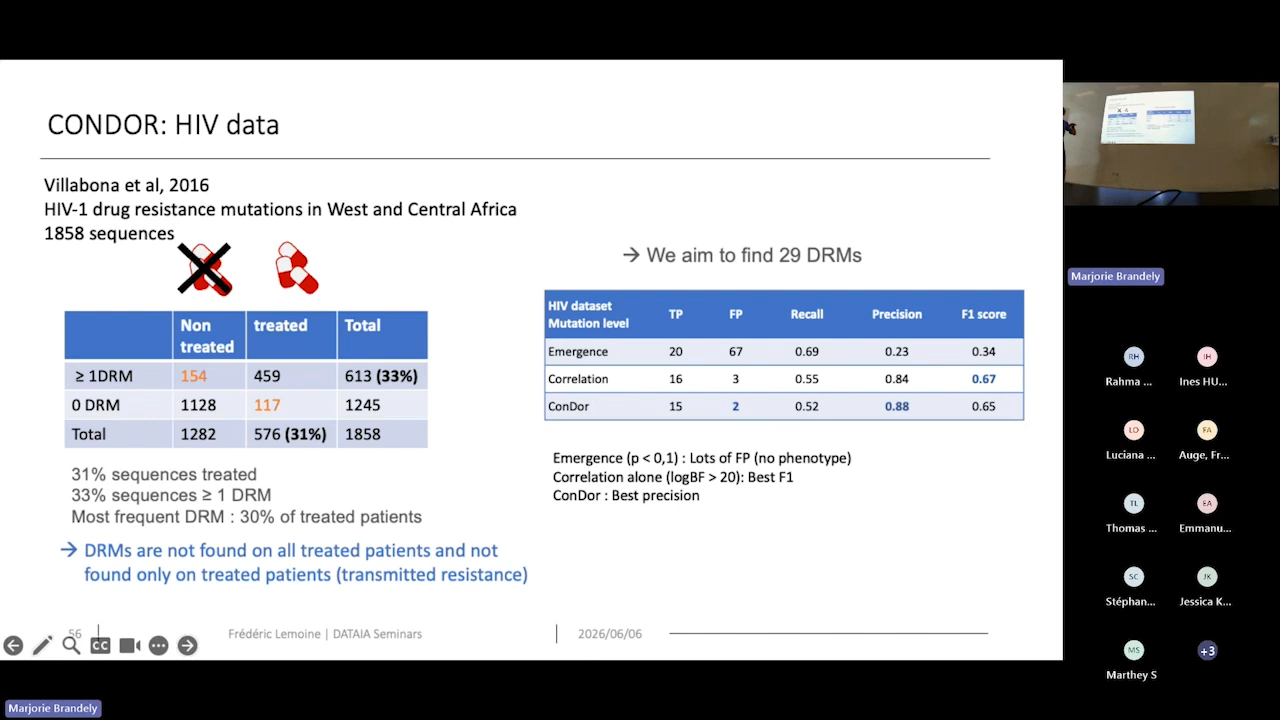 CONDOR: HIV data
Villabona et al, 2016
HIV-1 drug resistance mutations in West and Central Africa
1858 sequences
Non treated treated Total
≥ 1DRM 154 459 613 (33%)
0 DRM 1128 117 1245
Total 1282 576 (31%) 1858
31% sequences treated
33% sequences ≥ 1 DRM
Most frequent DRM : 30% of treated patients
→ DRMs are not found on all treated patients and not
found only on treated patients (transmitted resistance)
→ We aim to find 29 DRMs
HIV dataset Mutation level TP FP Recall Precision F1 score
Emergence 20 67 0.69 0.23 0.34
Correlation 16 3 0.55 0.84 0.67
ConDor 15 2 0.52 0.88 0.65
Emergence (p < 0,1) : Lots of FP (no phenotype)
Correlation alone (logBF > 20): Best F1
ConDor : Best precision
56
Frédéric Lemoine | DATAIA Seminars
2026/06/06
CC
Marjorie Brandely
Marjorie Brandely
RH IH
Rahma ... Ines HU...
LO FA
Luciana ... Auge, Fr...
TL EA
Thomas ... Emmanu...
SC JK
Stéphan... Jessica K...
MS +3
Marthey S